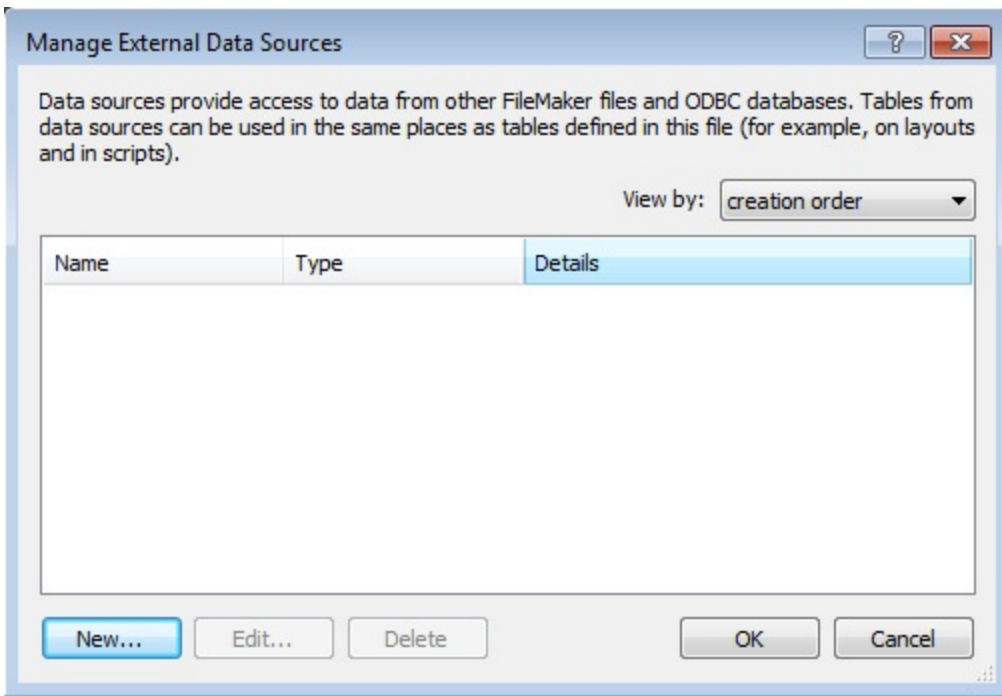 Manage External Data Sources
?
Data sources provide access to data from other FileMaker files and ODBC databases. Tables from
data sources can be used in the same places as tables defined in this file (for example, on layouts
and in scripts).
View by: creation order
Name Type Details
New... Edit... Delete OK Cancel